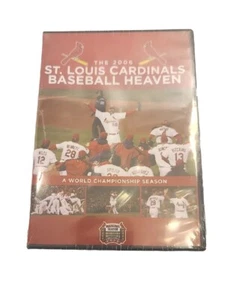 THE 2006
ST. LOUIS CARDINALS
BASEBALL HEAVEN
A WORLD CHAMPIONSHIP SEASON